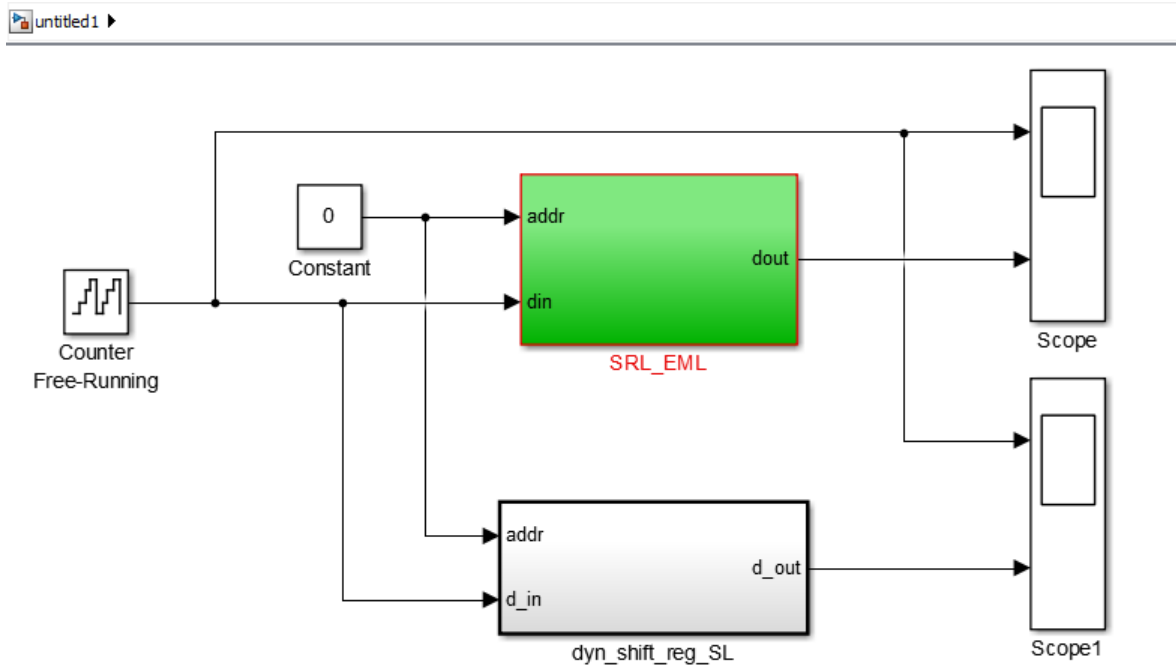 untitled1
0
Constant
Counter
Free-Running
addr
din
dout
SRL_EML
Scope
addr
d_in
d_out
dyn_shift_reg_SL
Scope1